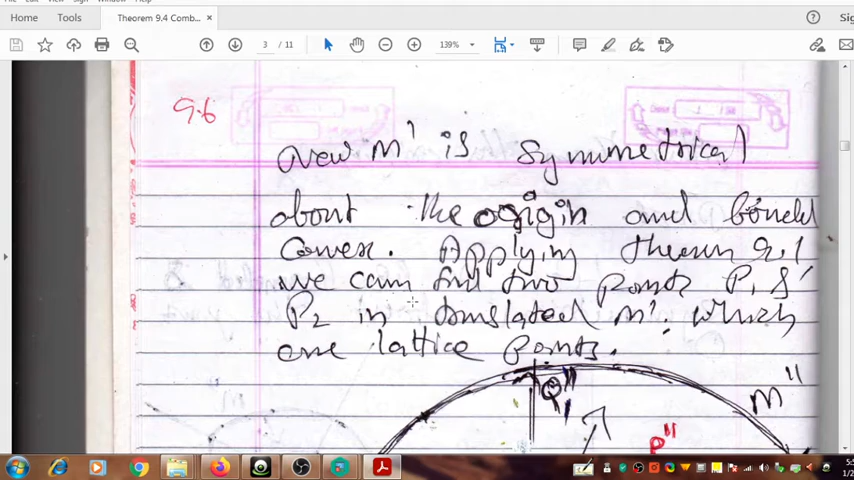 Home Tools Theorem 9.4 Comb... ×
3 / 11 139%
9.6
Now M' is Symmetrical
about the origin and bounded
Convex. Applying theorem 9.1
we can find two points P1 &
P2 in translated M' which
are lattice points.
Q'' M''
P''